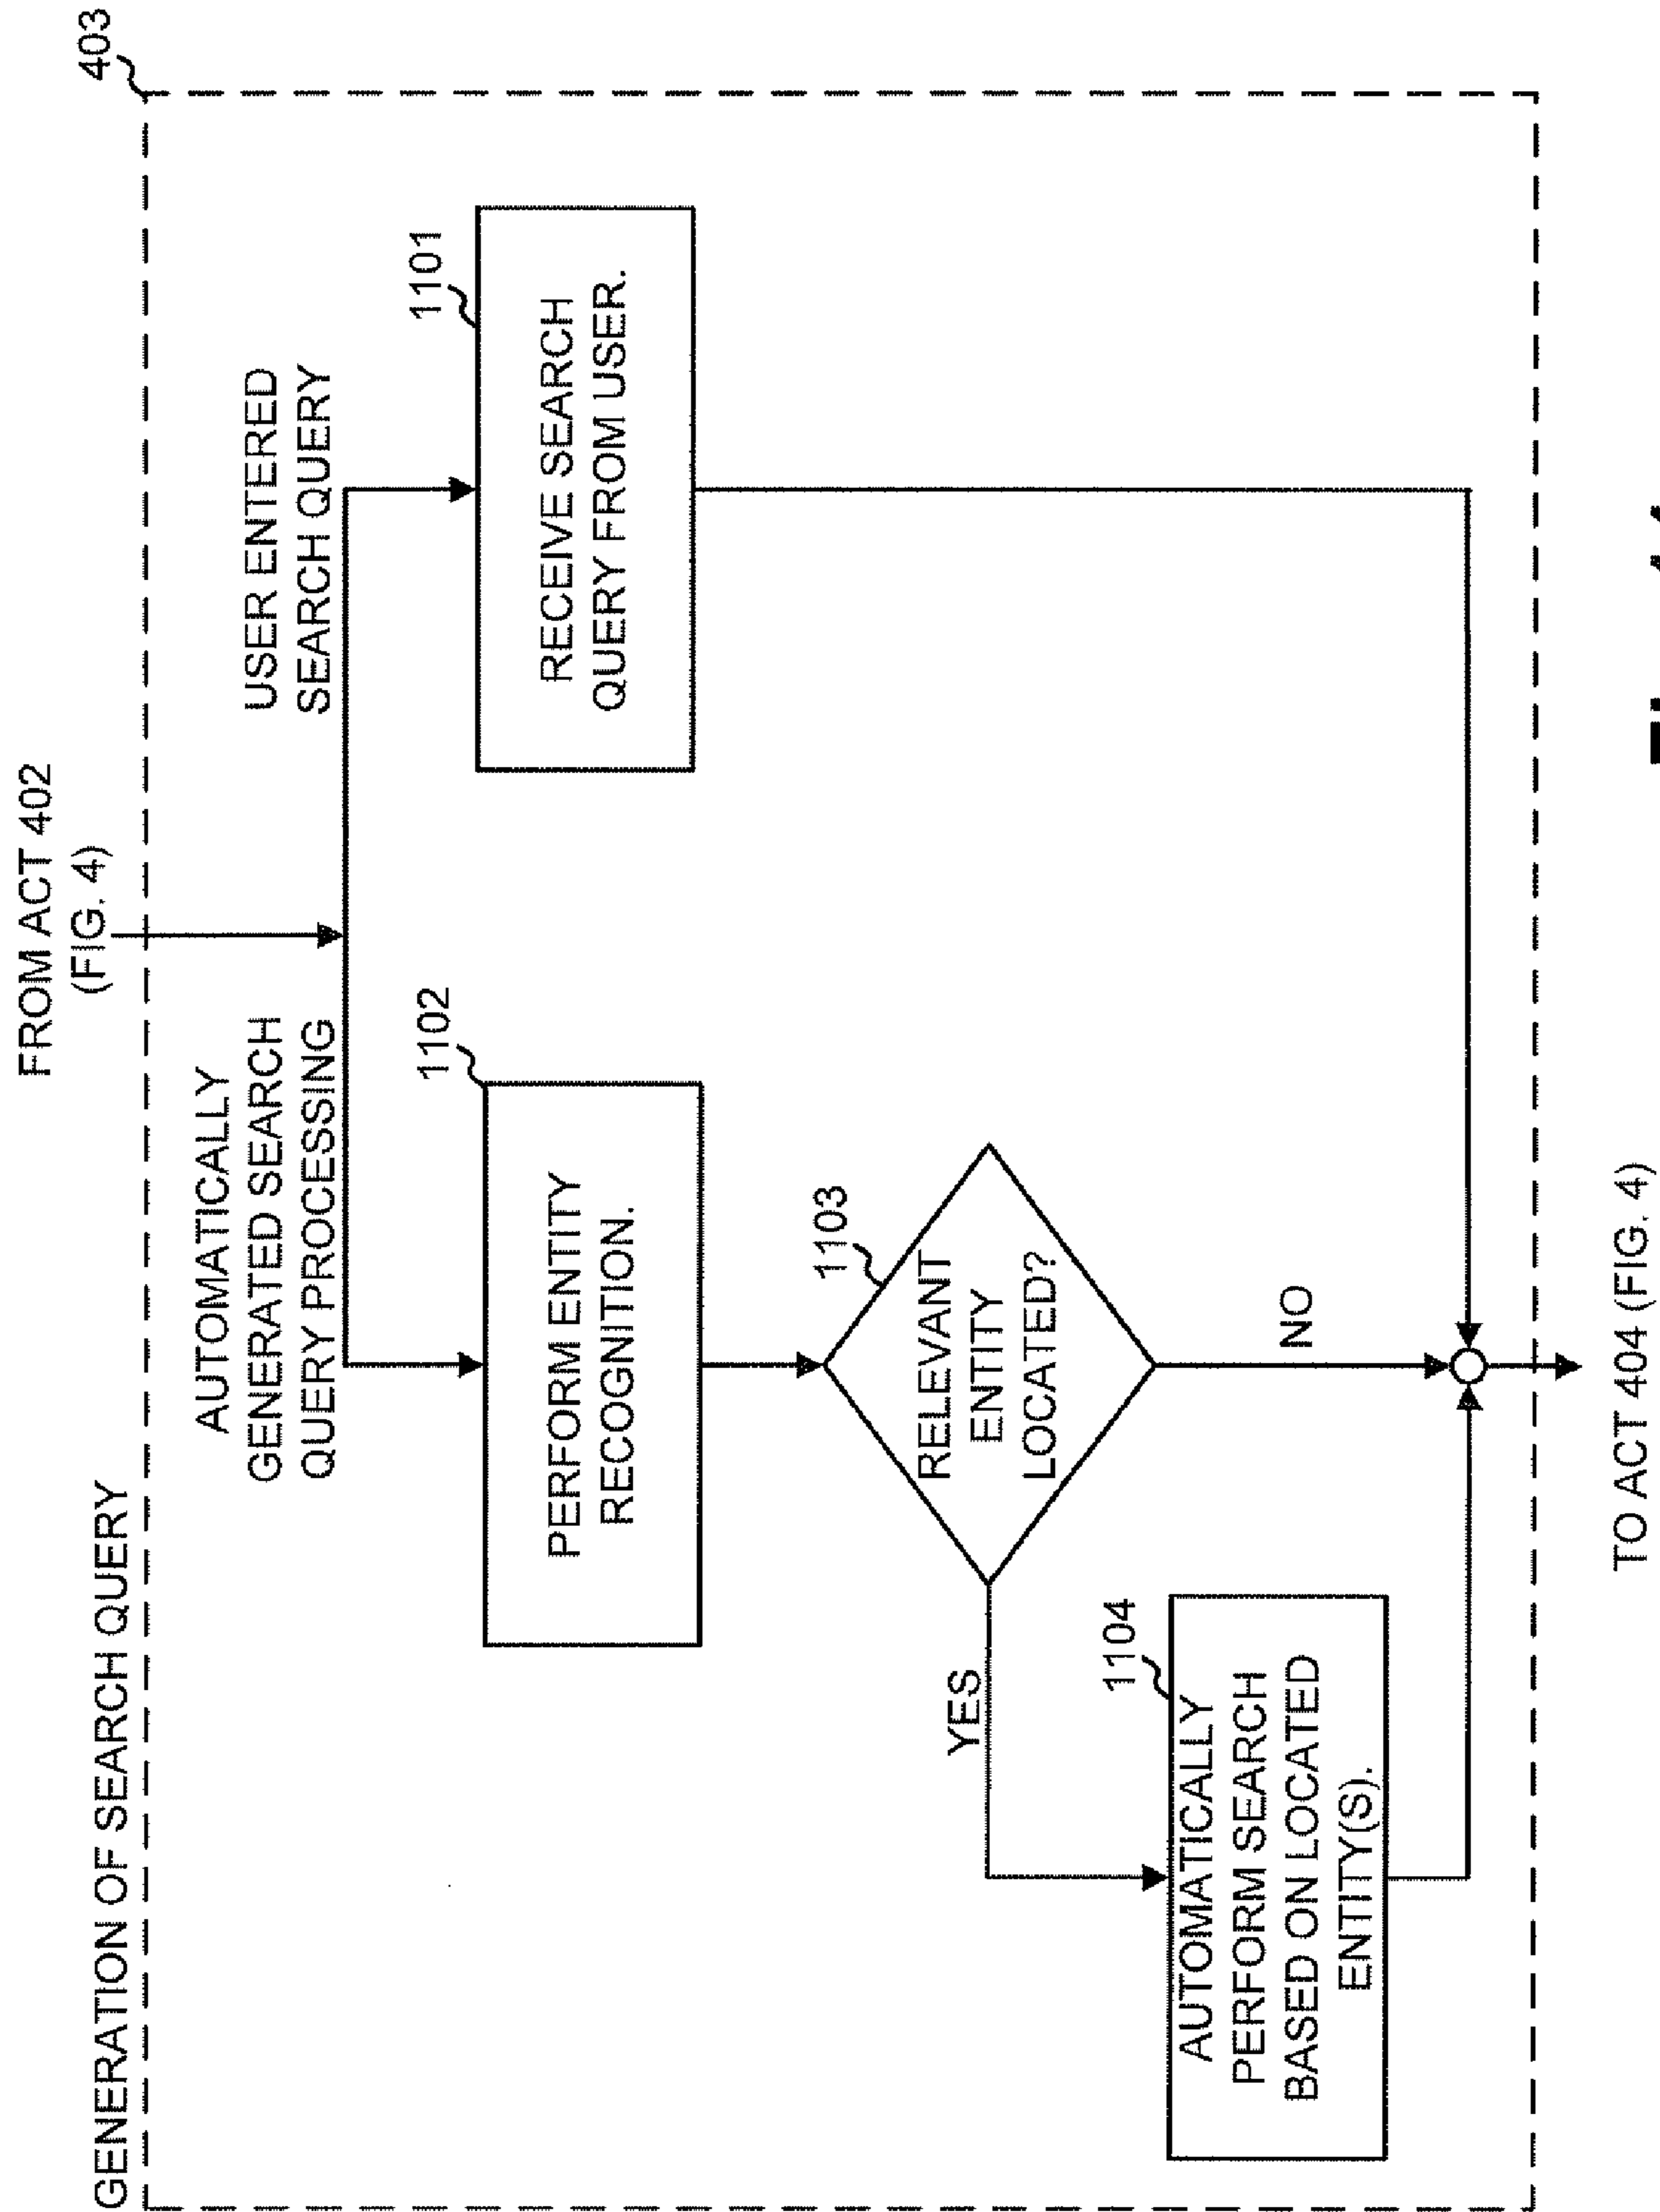 FROM ACT 402
(FIG. 4)
GENERATION OF SEARCH QUERY
403
AUTOMATICALLY
GENERATED SEARCH
QUERY PROCESSING
USER ENTERED
SEARCH QUERY
1102
PERFORM ENTITY
RECOGNITION.
1101
RECEIVE SEARCH
QUERY FROM USER.
1103
RELEVANT
ENTITY
LOCATED?
YES
NO
1104
AUTOMATICALLY
PERFORM SEARCH
BASED ON LOCATED
ENTITY(S).
TO ACT 404 (FIG. 4)